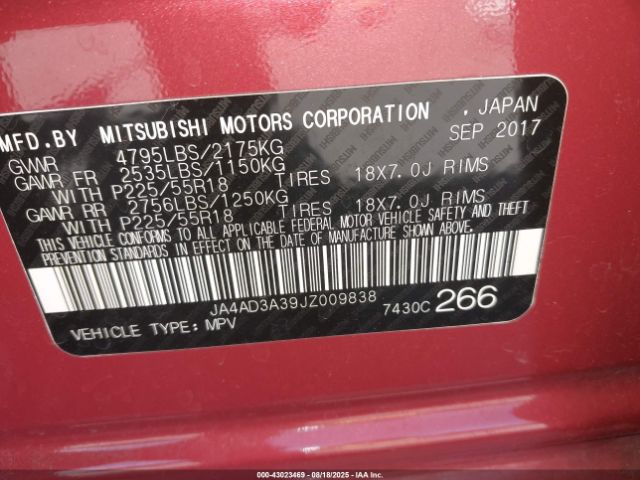 MFD.BY MITSUBISHI MOTORS CORPORATION , JAPAN
SEP 2017
GVWR 4795LBS/2175KG
GAWR FR 2535LBS/1150KG
WITH P225/55R18 TIRES 18X7.0J RIMS
GAWR RR 2756LBS/1250KG
WITH P225/55R18 TIRES 18X7.0J RIMS
THIS VEHICLE CONFORMS TO ALL APPLICABLE FEDERAL MOTOR VEHICLE SAFETY AND THEFT
PREVENTION STANDARDS IN EFFECT ON THE DATE OF MANUFACTURE SHOWN ABOVE.
JA4AD3A39JZ009838 7430C 266
VEHICLE TYPE: MPV
000-43023469 - 08/18/2025 - IAAI.COM